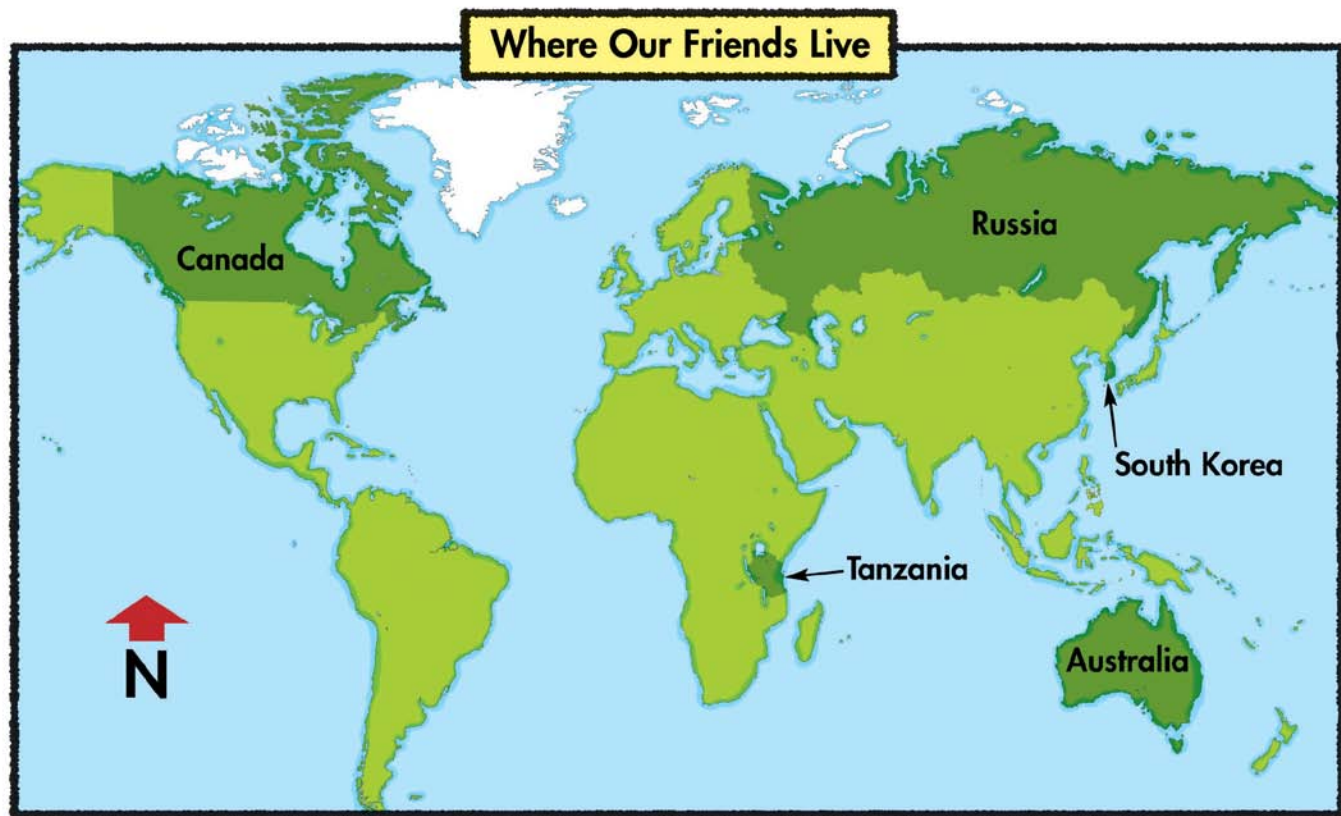 Where Our Friends Live
Canada
Russia
South Korea
Tanzania
Australia
N